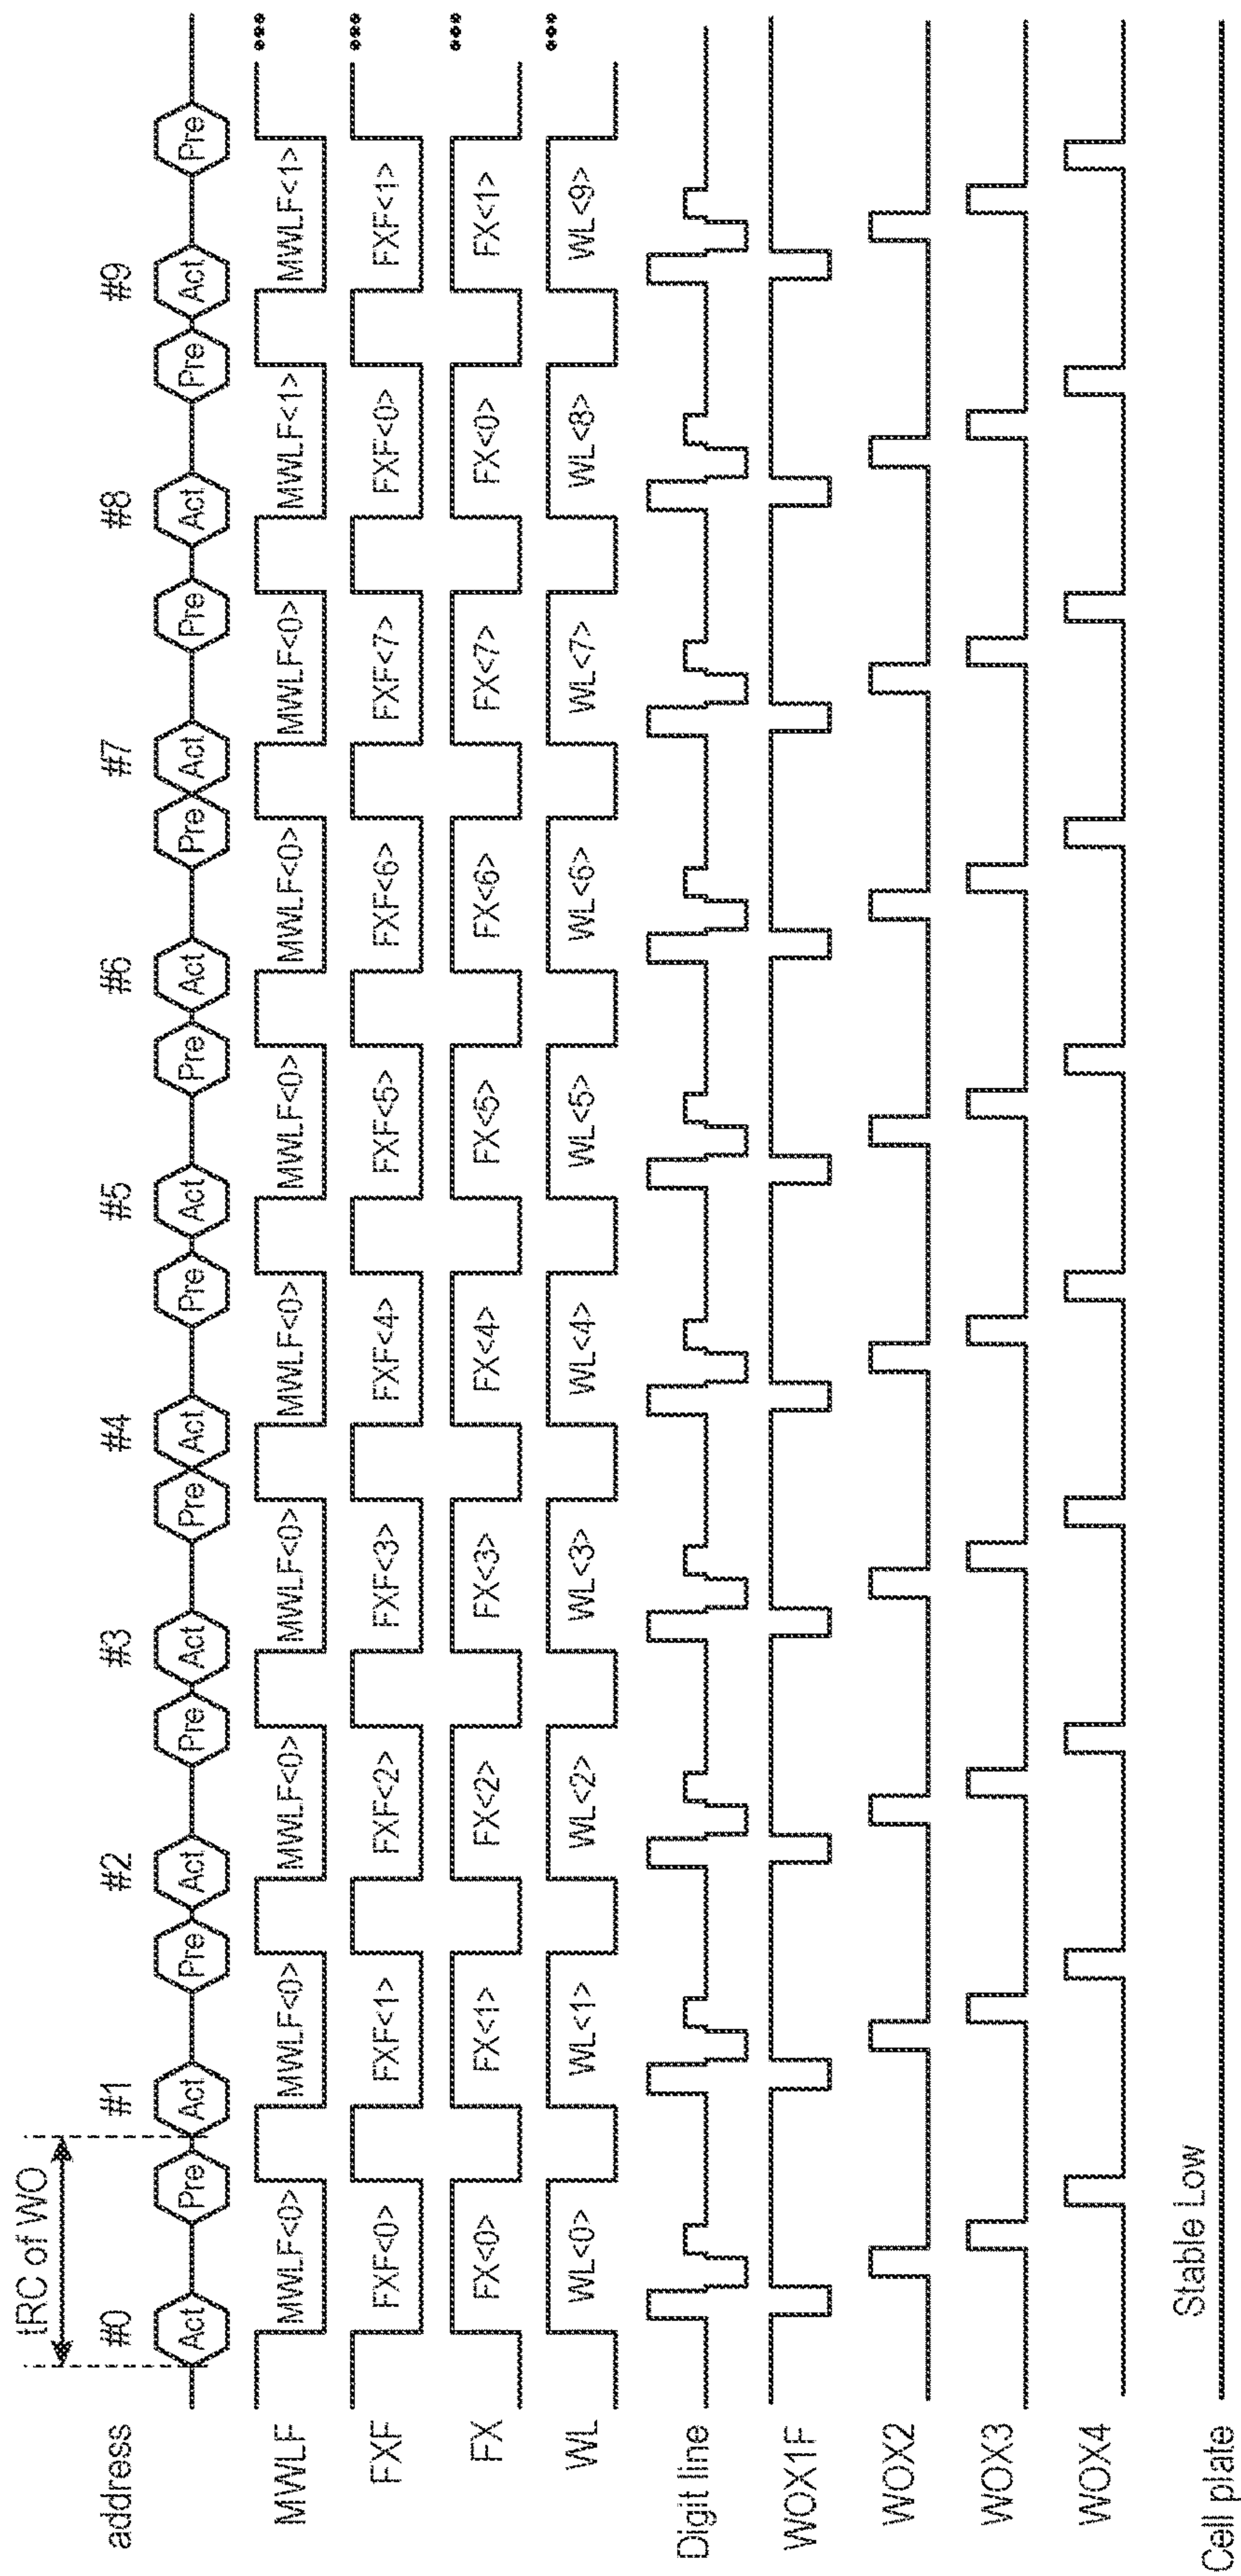 tRC of WO
address #0 #1 #2 #3 #4 #5 #6 #7 #8 #9
Act Pre Act Pre Act Pre Act Pre Act Pre Act Pre Act Pre Act Pre Act Pre Act Pre
MWLF MWLF<0> MWLF<0> MWLF<0> MWLF<0> MWLF<0> MWLF<0> MWLF<0> MWLF<0> MWLF<1> MWLF<1>
FXF FXF<0> FXF<1> FXF<2> FXF<3> FXF<4> FXF<5> FXF<6> FXF<7> FXF<0> FXF<1>
FX FX<0> FX<1> FX<2> FX<3> FX<4> FX<5> FX<6> FX<7> FX<0> FX<1>
WL WL<0> WL<1> WL<2> WL<3> WL<4> WL<5> WL<6> WL<7> WL<8> WL<9>
Digit line
WOX1F
WOX2
WOX3
WOX4
Stable Low
Cell plate